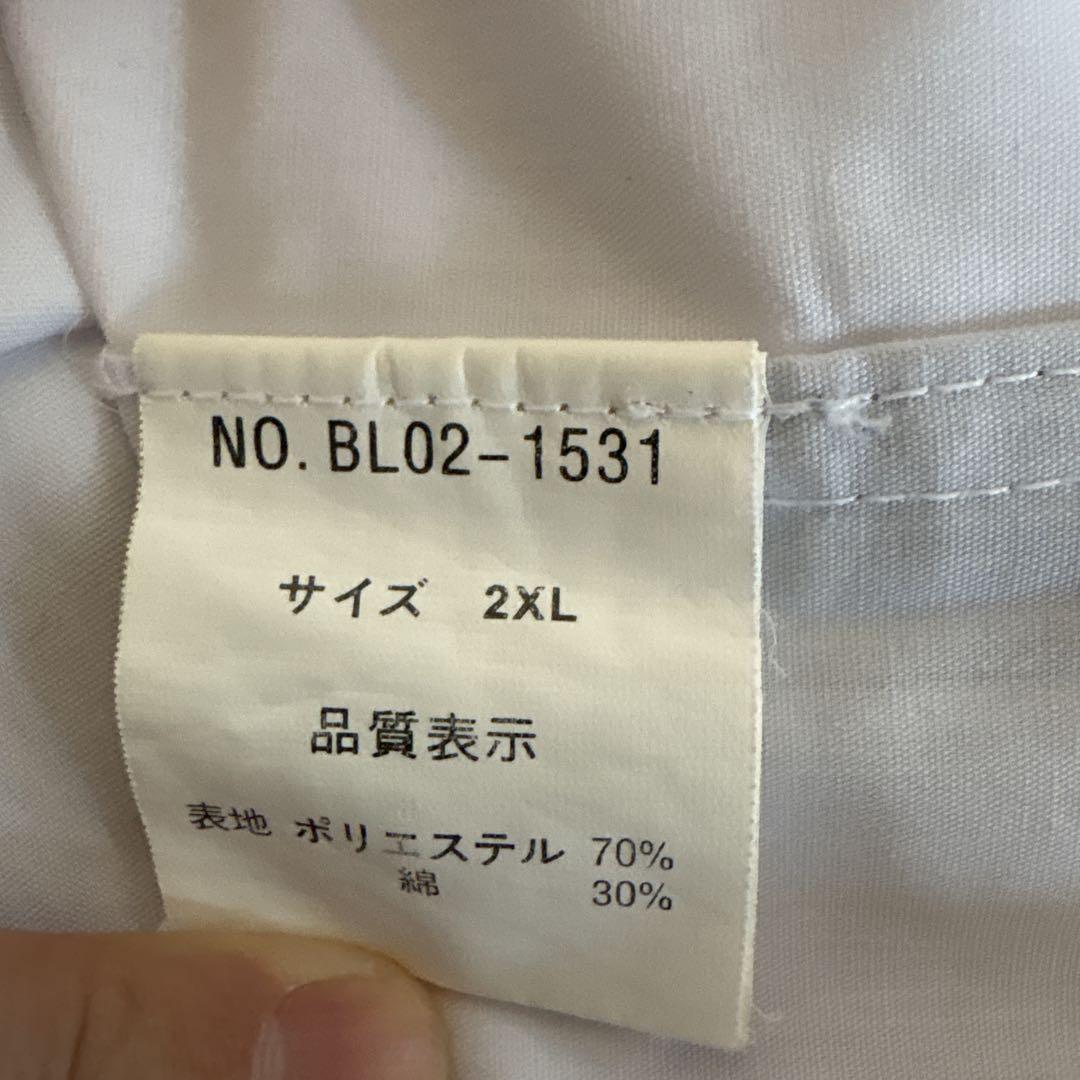 NO. BL02-1531
サイズ 2XL
品質表示
表地 ポリエステル 70%
綿 30%